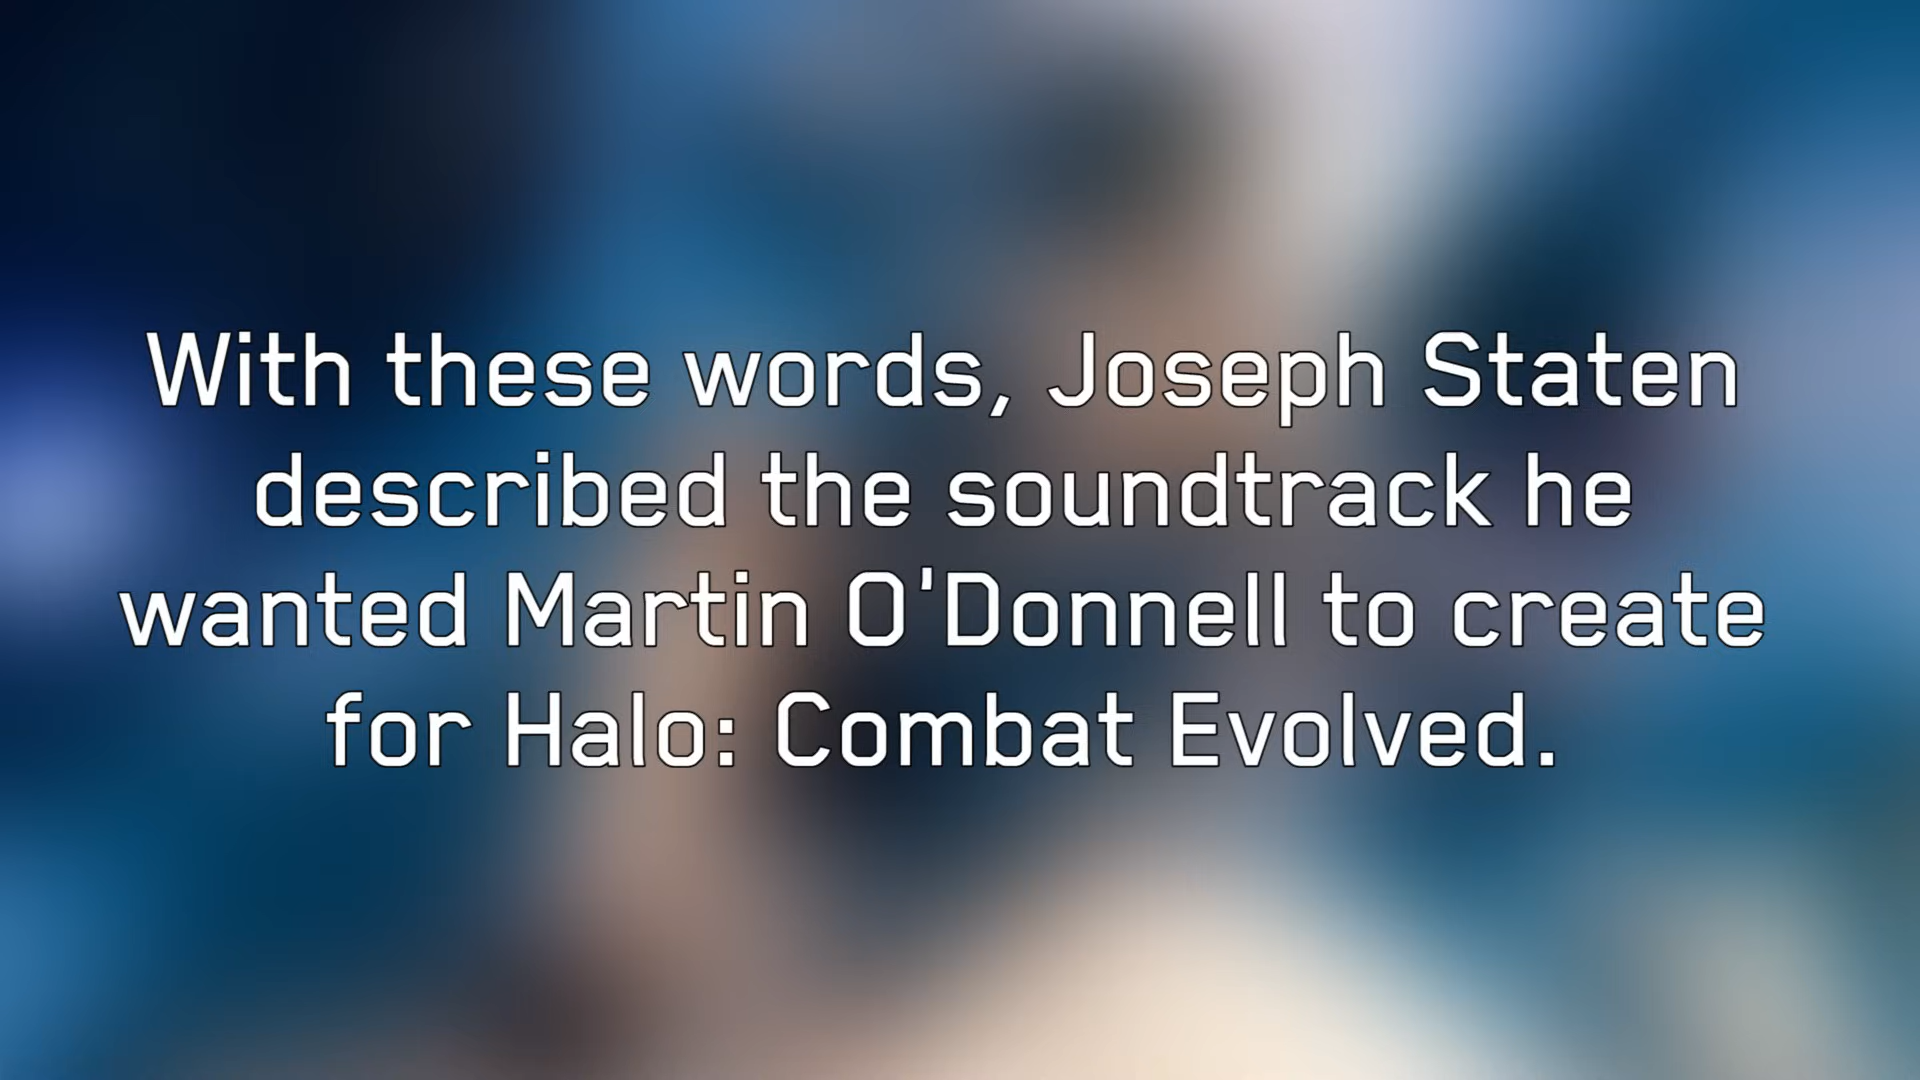 With these words, Joseph Staten
described the soundtrack he
wanted Martin O'Donnell to create
for Halo: Combat Evolved.